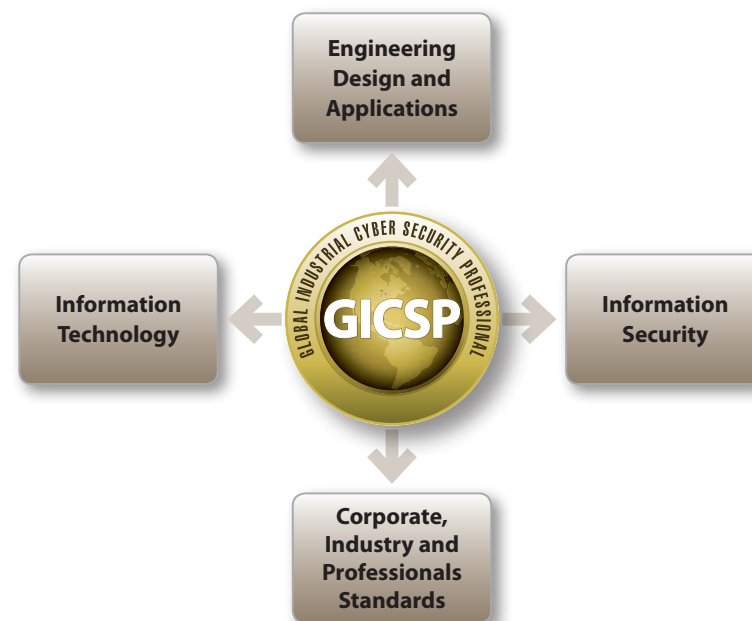 Engineering
Design and
Applications
GLOBAL INDUSTRIAL CYBER SECURITY PROFESSIONAL
Information
Technology
GICSP
Information
Security
Corporate,
Industry and
Professionals
Standards